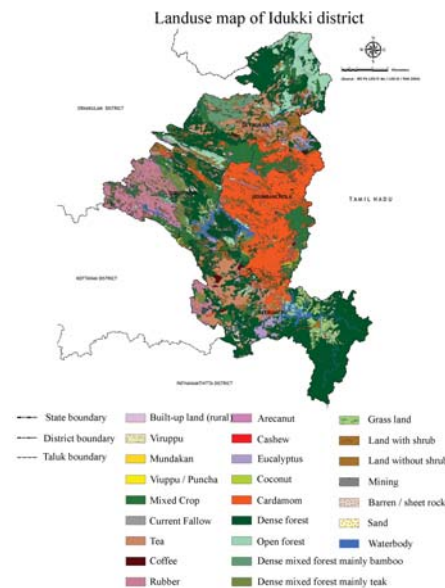 Landuse map of Idukki district
ERNAKULAM DISTRICT
TAMIL NADU
KOTTAYAM DISTRICT
PATHANAMTHITTA DISTRICT
State boundary
District boundary
Taluk boundary
Built-up land (rural)
Viruppu
Mundakan
Viuppu / Puncha
Mixed Crop
Current Fallow
Tea
Coffee
Rubber
Arecanut
Cashew
Eucalyptus
Coconut
Cardamom
Dense forest
Open forest
Dense mixed forest mainly bamboo
Dense mixed forest mainly teak
Grass land
Land with shrub
Land without shrul
Mining
Barren / sheet rock
Sand
Waterbody